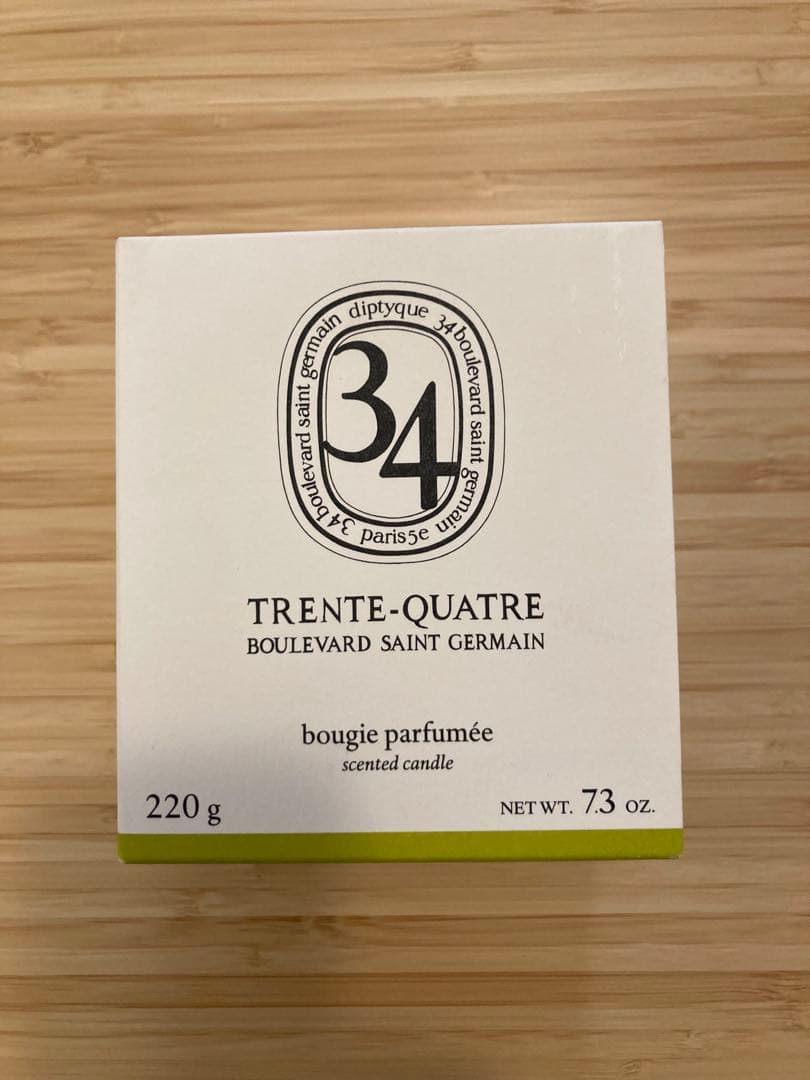 diptyque 34 boulevard saint germain paris 5e 34 boulevard saint germain
34
TRENTE-QUATRE
BOULEVARD SAINT GERMAIN
bougie parfumée
scented candle
220 g
NET WT. 7.3 OZ.